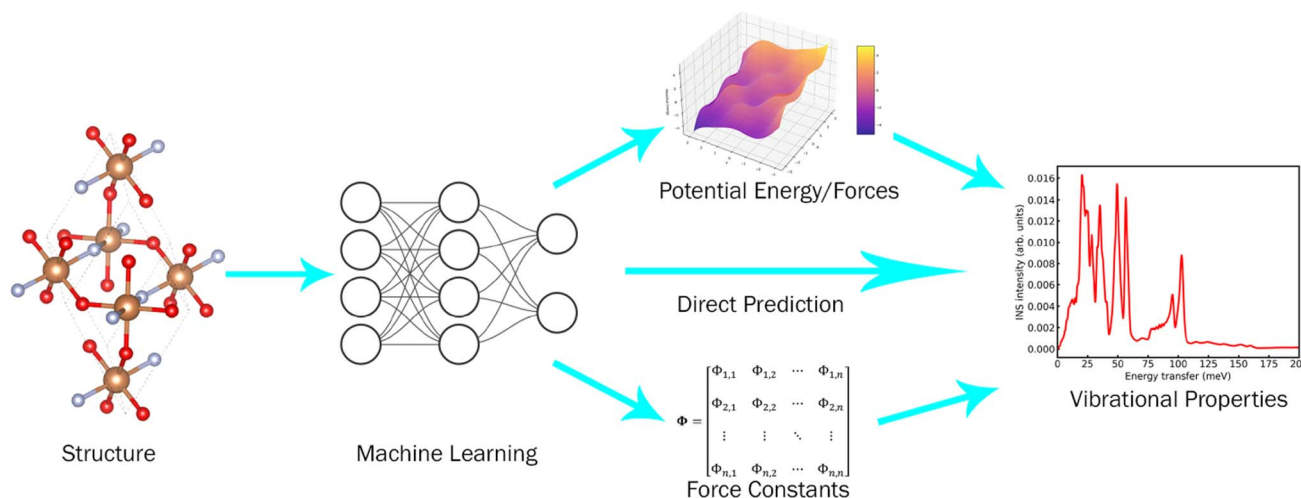 Potential Energy/Forces
Structure
Machine Learning
Direct Prediction
Φ =
Φ1,1 Φ1,2 ⋯ Φ1,n
Φ2,1 Φ2,2 ⋯ Φ2,n
⋮ ⋮ ⋱ ⋮
Φn,1 Φn,2 ⋯ Φn,n
Force Constants
INS intensity (arb. units)
0.016
0.014
0.012
0.010
0.008
0.006
0.004
0.002
0.000
0 25 50 75 100 125 150 175 20
Energy transfer (meV)
Vibrational Properties